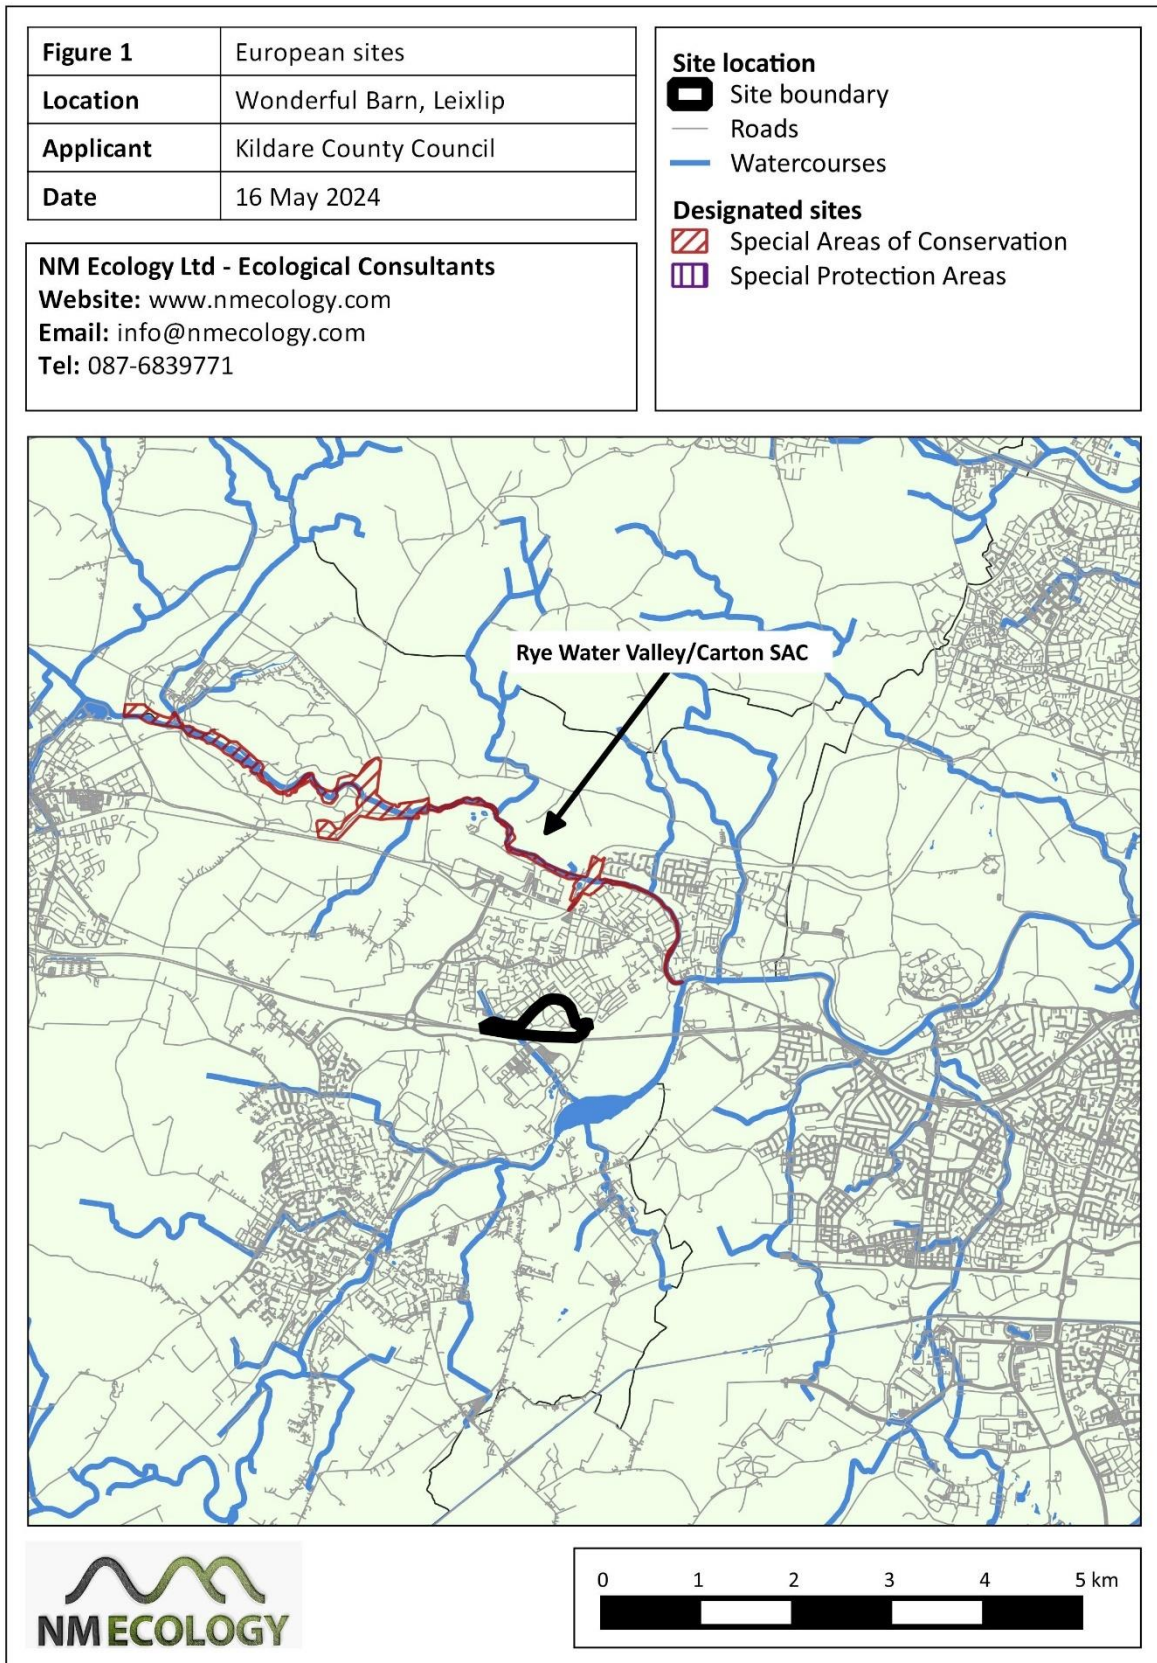 Figure 1 European sites
Location Wonderful Barn, Leixlip
Applicant Kildare County Council
Date 16 May 2024
NM Ecology Ltd - Ecological Consultants
Website: www.nmecology.com
Email: info@nmecology.com
Tel: 087-6839771
Site location
Site boundary
Roads
Watercourses
Designated sites
Special Areas of Conservation
Special Protection Areas
Rye Water Valley/Carton SAC
NM ECOLOGY
0 1 2 3 4 5 km